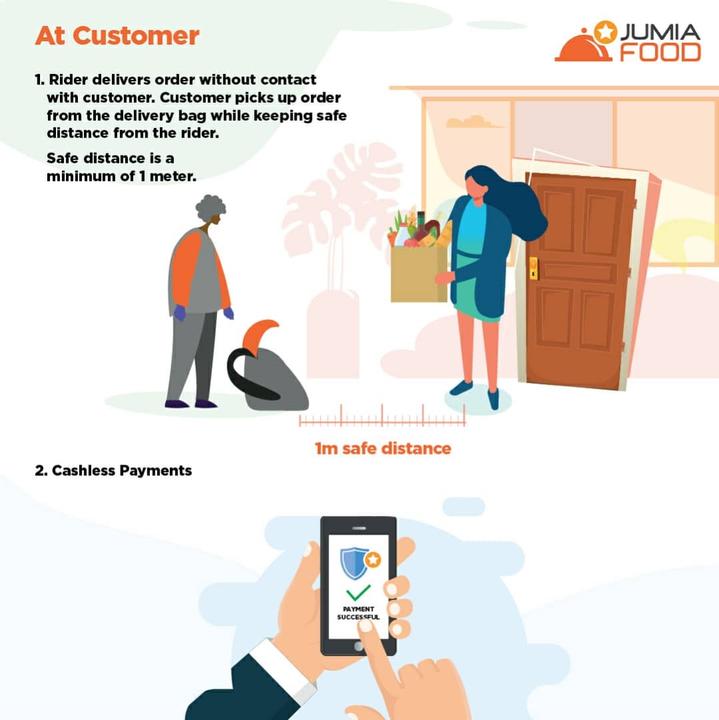 At Customer
JUMIA
FOOD
1. Rider delivers order without contact
with customer. Customer picks up order
from the delivery bag while keeping safe
distance from the rider.
Safe distance is a
minimum of 1 meter.
1m safe distance
2. Cashless Payments
PAYMENT
SUCCESSFUL